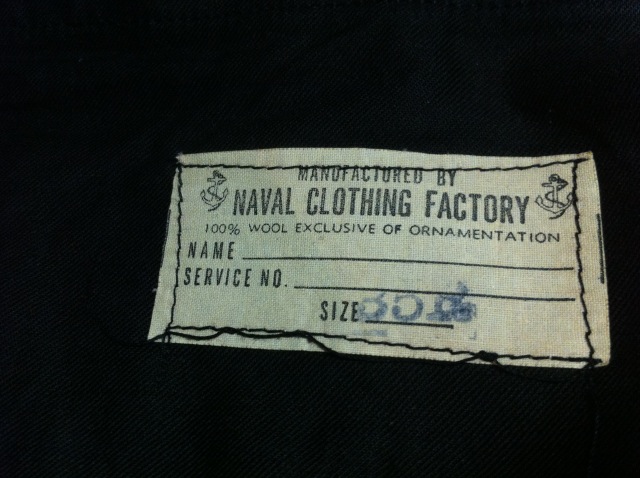 MANUFACTURED BY
NAVAL CLOTHING FACTORY
100% WOOL EXCLUSIVE OF ORNAMENTATION
NAME
SERVICE NO.
SIZE